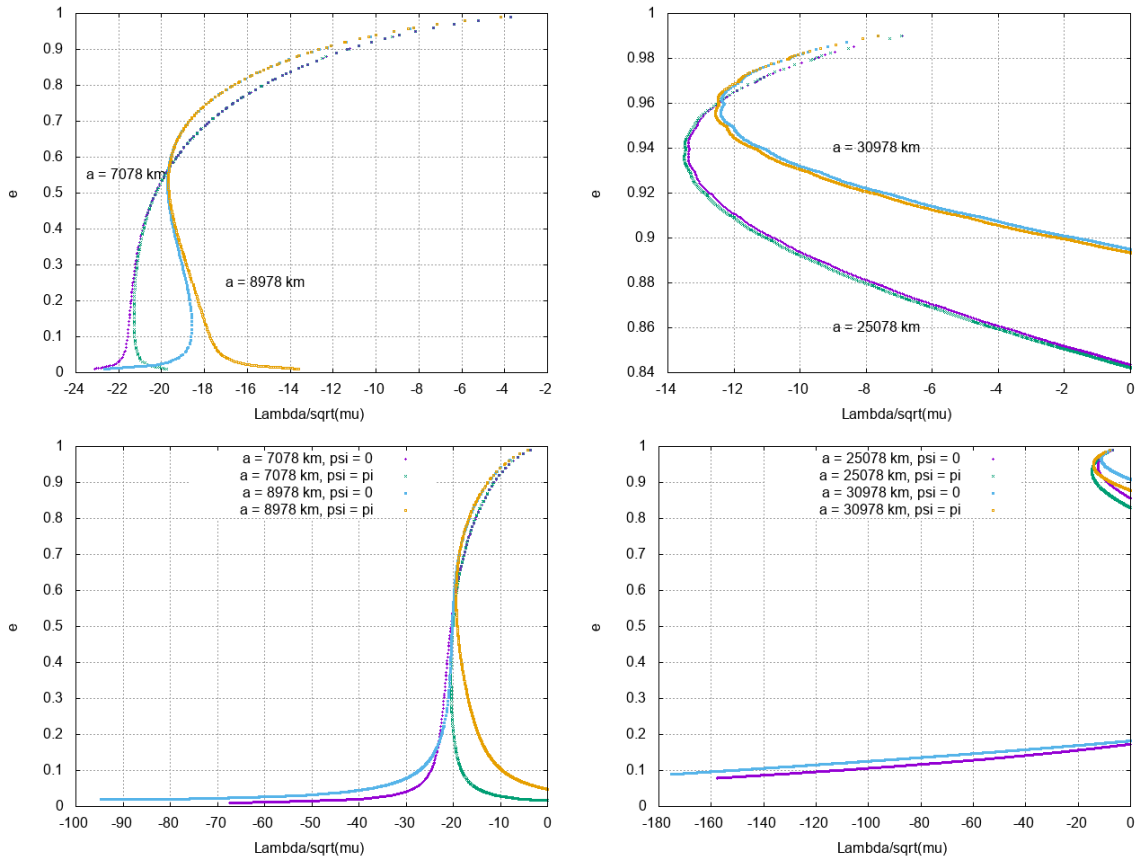 1
0.9
0.8
0.7
0.6
0.5
0.4
0.3
0.2
0.1
0
e
a = 7078 km
a = 8978 km
-24 -22 -20 -18 -16 -14 -12 -10 -8 -6 -4 -2
Lambda/sqrt(mu)
1
0.98
0.96
0.94
0.92
0.9
0.88
0.86
0.84
e
a = 30978 km
a = 25078 km
-14 -12 -10 -8 -6 -4 -2 0
Lambda/sqrt(mu)
1
0.9
0.8
0.7
0.6
0.5
0.4
0.3
0.2
0.1
0
e
a = 7078 km, psi = 0
a = 7078 km, psi = pi
a = 8978 km, psi = 0
a = 8978 km, psi = pi
-100 -90 -80 -70 -60 -50 -40 -30 -20 -10 0
Lambda/sqrt(mu)
1
0.9
0.8
0.7
0.6
0.5
0.4
0.3
0.2
0.1
0
e
a = 25078 km, psi = 0
a = 25078 km, psi = pi
a = 30978 km, psi = 0
a = 30978 km, psi = pi
-180 -160 -140 -120 -100 -80 -60 -40 -20 0
Lambda/sqrt(mu)